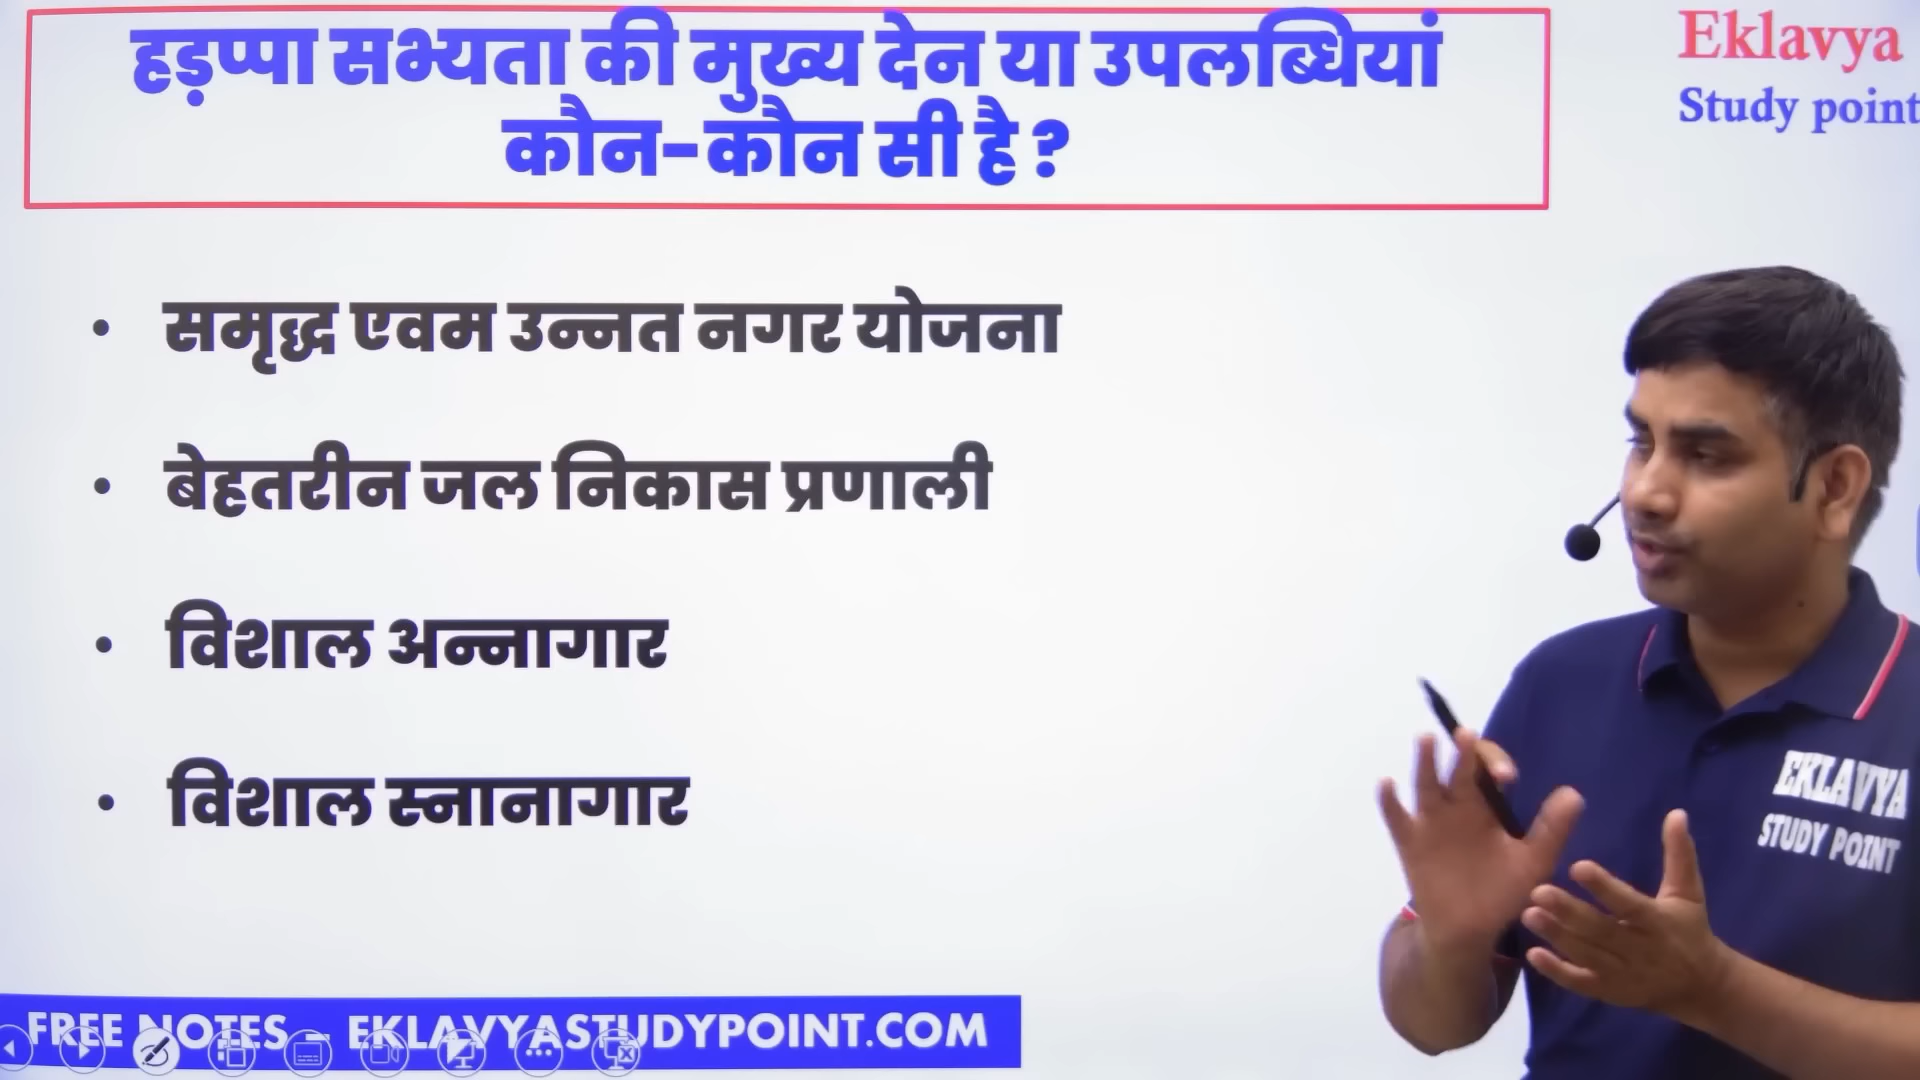 हड़प्पा सभ्यता की मुख्य देन या उपलब्धियां
कौन-कौन सी है ?
Eklavya
Study point
• समृद्ध एवम उन्नत नगर योजना
• बेहतरीन जल निकास प्रणाली
• विशाल अन्नागार
• विशाल स्नानागार
EKLAVYA
STUDY POINT
FREE NOTES - EKLAVYASTUDYPOINT.COM